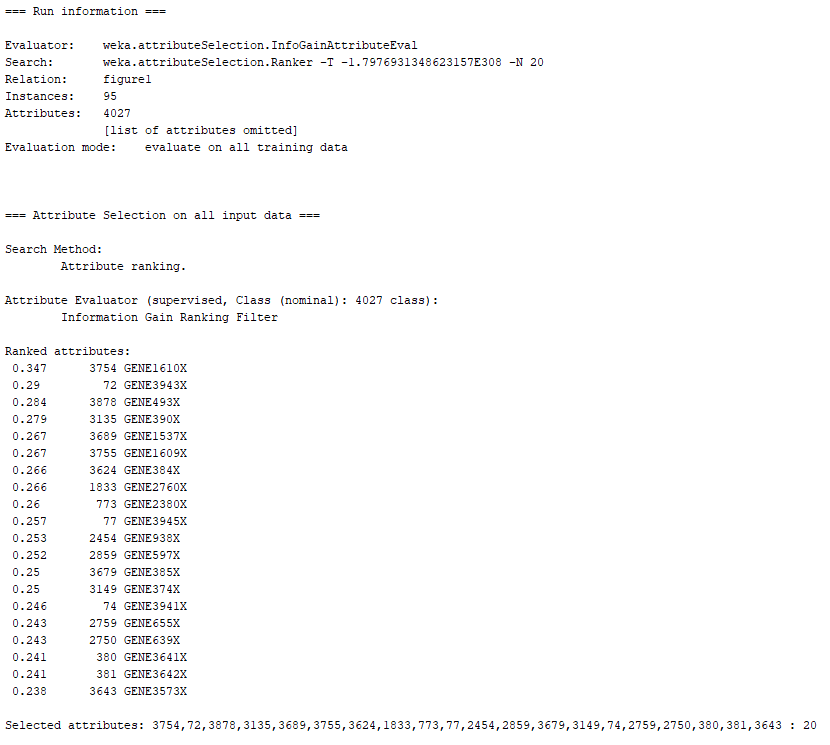 === Run information ===
Evaluator: weka.attributeSelection.InfoGainAttributeEval
Search: weka.attributeSelection.Ranker -T -1.7976931348623157E308 -N 20
Relation: figure1
Instances: 95
Attributes: 4027
[list of attributes omitted]
Evaluation mode: evaluate on all training data
=== Attribute Selection on all input data ===
Search Method:
Attribute ranking.
Attribute Evaluator (supervised, Class (nominal): 4027 class):
Information Gain Ranking Filter
Ranked attributes:
0.347 3754 GENE1610X
0.29 72 GENE3943X
0.284 3878 GENE493X
0.279 3135 GENE390X
0.267 3689 GENE1537X
0.267 3755 GENE1609X
0.266 3624 GENE384X
0.266 1833 GENE2760X
0.26 773 GENE2380X
0.257 77 GENE3945X
0.253 2454 GENE938X
0.252 2859 GENE597X
0.25 3679 GENE385X
0.25 3149 GENE374X
0.246 74 GENE3941X
0.243 2759 GENE655X
0.243 2750 GENE639X
0.241 380 GENE3641X
0.241 381 GENE3642X
0.238 3643 GENE3573X
Selected attributes: 3754,72,3878,3135,3689,3755,3624,1833,773,77,2454,2859,3679,3149,74,2759,2750,380,381,3643 : 20